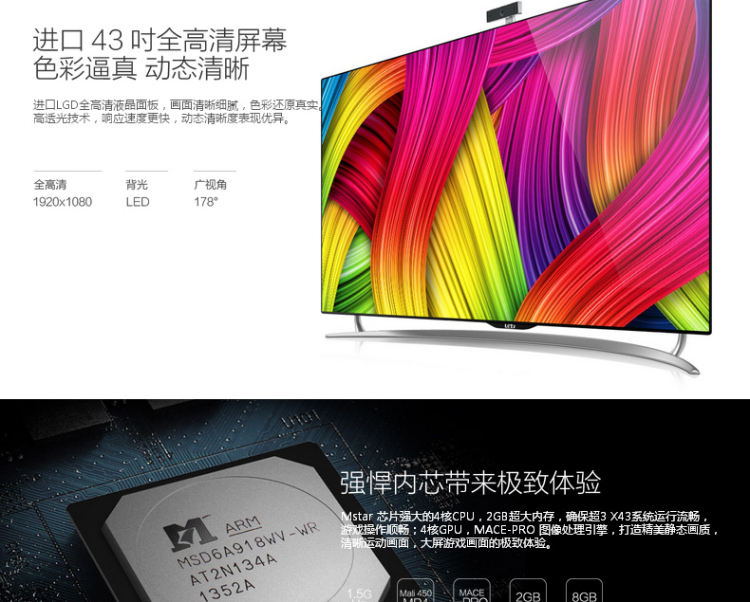 进口 43 吋全高清屏幕
色彩逼真 动态清晰
进口LGD全高清液晶面板，画面清晰细腻，色彩还原真实。
高透光技术，响应速度更快，动态清晰度表现优异。
全高清 背光 广视角
1920x1080 LED 178°
Letv
强悍内芯带来极致体验
Mstar 芯片强大的4核CPU，2GB超大内存，确保超3 X43系统运行流畅，
游戏操作顺畅；4核GPU，MACE-PRO 图像处理引擎，打造精美静态画质，
清晰运动画面，大屏游戏画面的极致体验。
ARM
MSD6A918WV-WR
AT2N134A
1352A
1.5G Mali 450 MACE 2GB 8GB
MP4 PRO